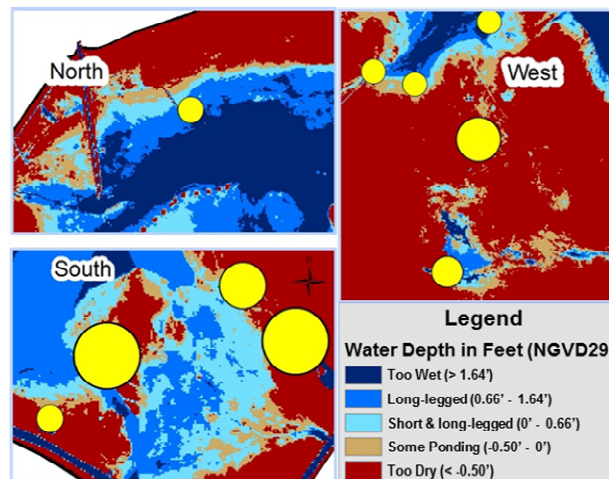 North
West
South
N
Legend
Water Depth in Feet (NGVD29
Too Wet (> 1.64')
Long-legged (0.66' - 1.64')
Short & long-legged (0' - 0.66')
Some Ponding (-0.50' - 0')
Too Dry (< -0.50')